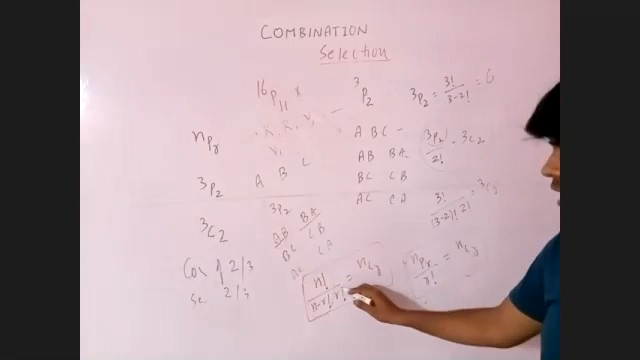 COMBINATION
Selection
16P11 x
3P2
3P2 = 3!/3-2! = 6
nPr
A B C
3P2
A B C
AB BA
BC CB
AC CA
3P2/2! = 3C2
3!/(3-2)! 2! = 3C2
3C2
3P2
AB BA
BC CB
AC CA
2/3
2/3
n!/n-r! r! = nCr
nPr/r! = nCr